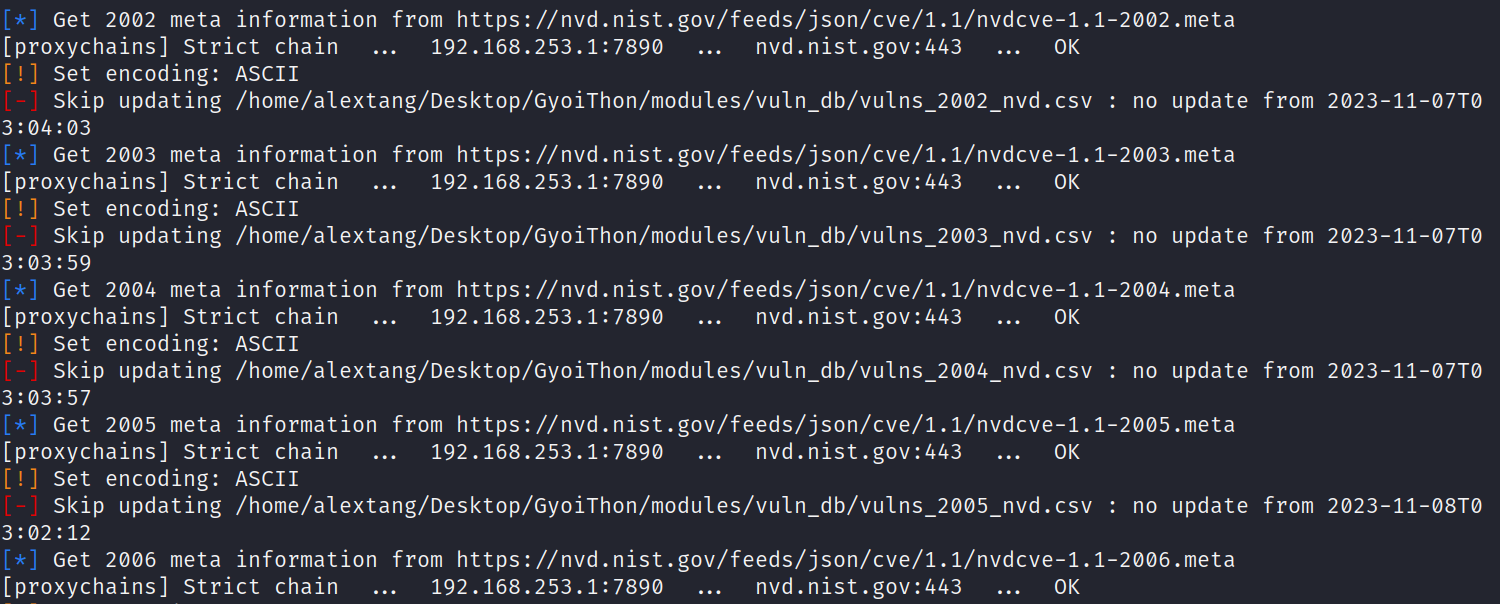 [*] Get 2002 meta information from https://nvd.nist.gov/feeds/json/cve/1.1/nvdcve-1.1-2002.meta
[proxychains] Strict chain  ...  192.168.253.1:7890  ...  nvd.nist.gov:443  ...  OK
[!] Set encoding: ASCII
[-] Skip updating /home/alextang/Desktop/GyoiThon/modules/vuln_db/vulns_2002_nvd.csv : no update from 2023-11-07T0
3:04:03
[*] Get 2003 meta information from https://nvd.nist.gov/feeds/json/cve/1.1/nvdcve-1.1-2003.meta
[proxychains] Strict chain  ...  192.168.253.1:7890  ...  nvd.nist.gov:443  ...  OK
[!] Set encoding: ASCII
[-] Skip updating /home/alextang/Desktop/GyoiThon/modules/vuln_db/vulns_2003_nvd.csv : no update from 2023-11-07T0
3:03:59
[*] Get 2004 meta information from https://nvd.nist.gov/feeds/json/cve/1.1/nvdcve-1.1-2004.meta
[proxychains] Strict chain  ...  192.168.253.1:7890  ...  nvd.nist.gov:443  ...  OK
[!] Set encoding: ASCII
[-] Skip updating /home/alextang/Desktop/GyoiThon/modules/vuln_db/vulns_2004_nvd.csv : no update from 2023-11-07T0
3:03:57
[*] Get 2005 meta information from https://nvd.nist.gov/feeds/json/cve/1.1/nvdcve-1.1-2005.meta
[proxychains] Strict chain  ...  192.168.253.1:7890  ...  nvd.nist.gov:443  ...  OK
[!] Set encoding: ASCII
[-] Skip updating /home/alextang/Desktop/GyoiThon/modules/vuln_db/vulns_2005_nvd.csv : no update from 2023-11-08T0
3:02:12
[*] Get 2006 meta information from https://nvd.nist.gov/feeds/json/cve/1.1/nvdcve-1.1-2006.meta
[proxychains] Strict chain  ...  192.168.253.1:7890  ...  nvd.nist.gov:443  ...  OK